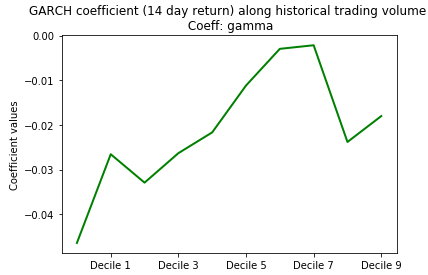 GARCH coefficient (14 day return) along historical trading volume
Coeff: gamma
0.00
−0.01
−0.02
−0.03
−0.04
Coefficient values
Decile 1 Decile 3 Decile 5 Decile 7 Decile 9